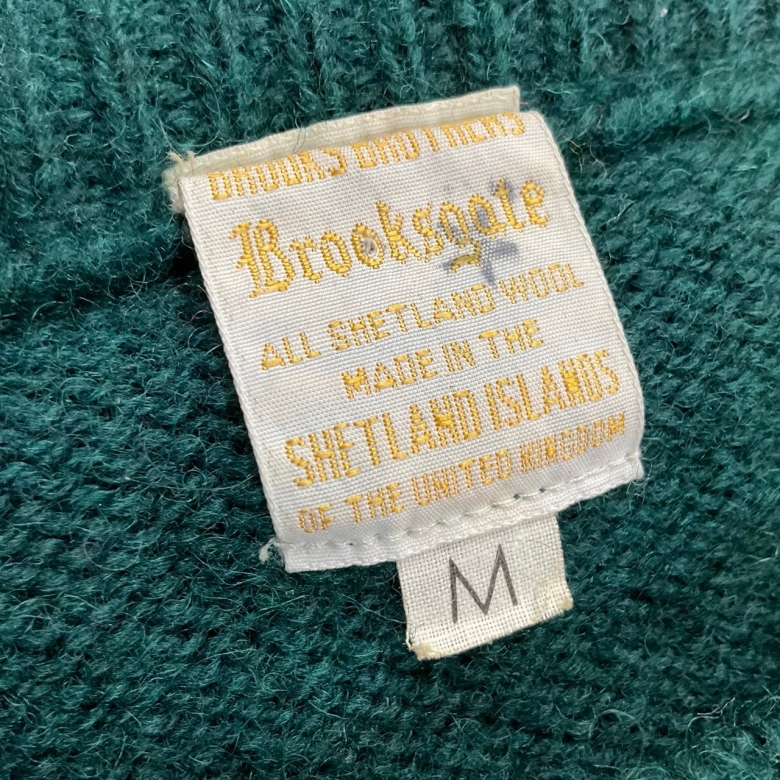 BROOKS BROTHERS
Brooksgate
ALL SHETLAND WOOL
MADE IN THE
SHETLAND ISLANDS
OF THE UNITED KINGDOM
M